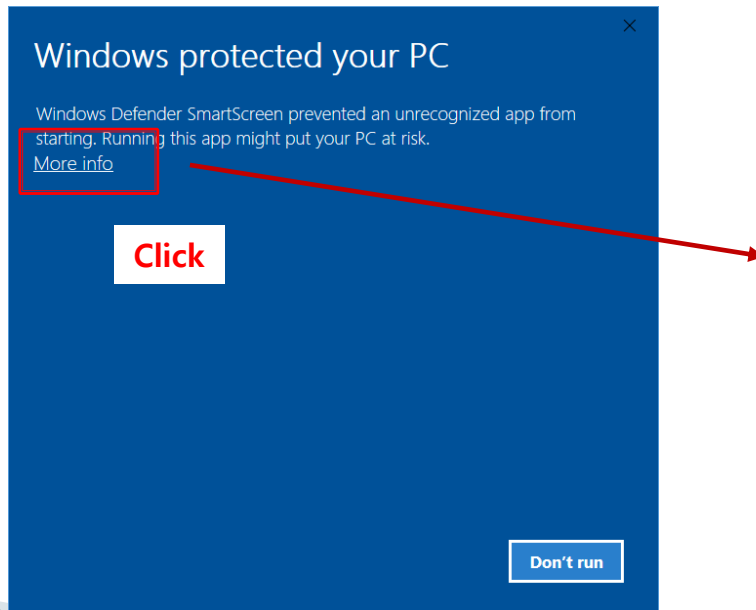 Windows protected your PC
Windows Defender SmartScreen prevented an unrecognized app from
starting. Running this app might put your PC at risk.
More info
Click
Don't run